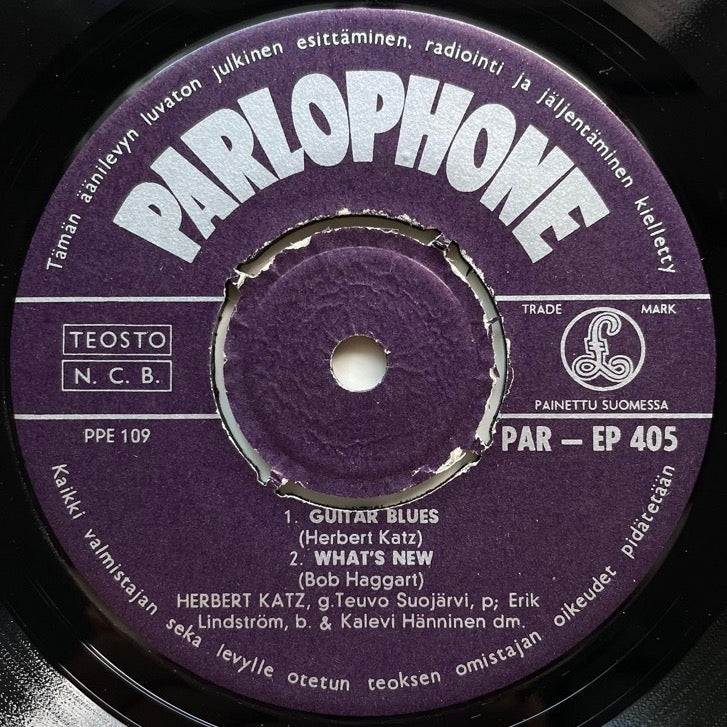 Tämän äänilevyn luvaton julkinen esittäminen, radiointi ja jäljentäminen kielletty
PARLOPHONE
TRADE MARK
TEOSTO
N. C. B.
£
PAINETTU SUOMESSA
PPE 109
PAR – EP 405
1. GUITAR BLUES
(Herbert Katz)
2. WHAT'S NEW
(Bob Haggart)
HERBERT KATZ, g.Teuvo Suojärvi, p; Erik
Lindström, b. & Kalevi Hänninen dm.
Kaikki valmistajan sekä levylle otetun teoksen omistajan oikeudet pidätetään